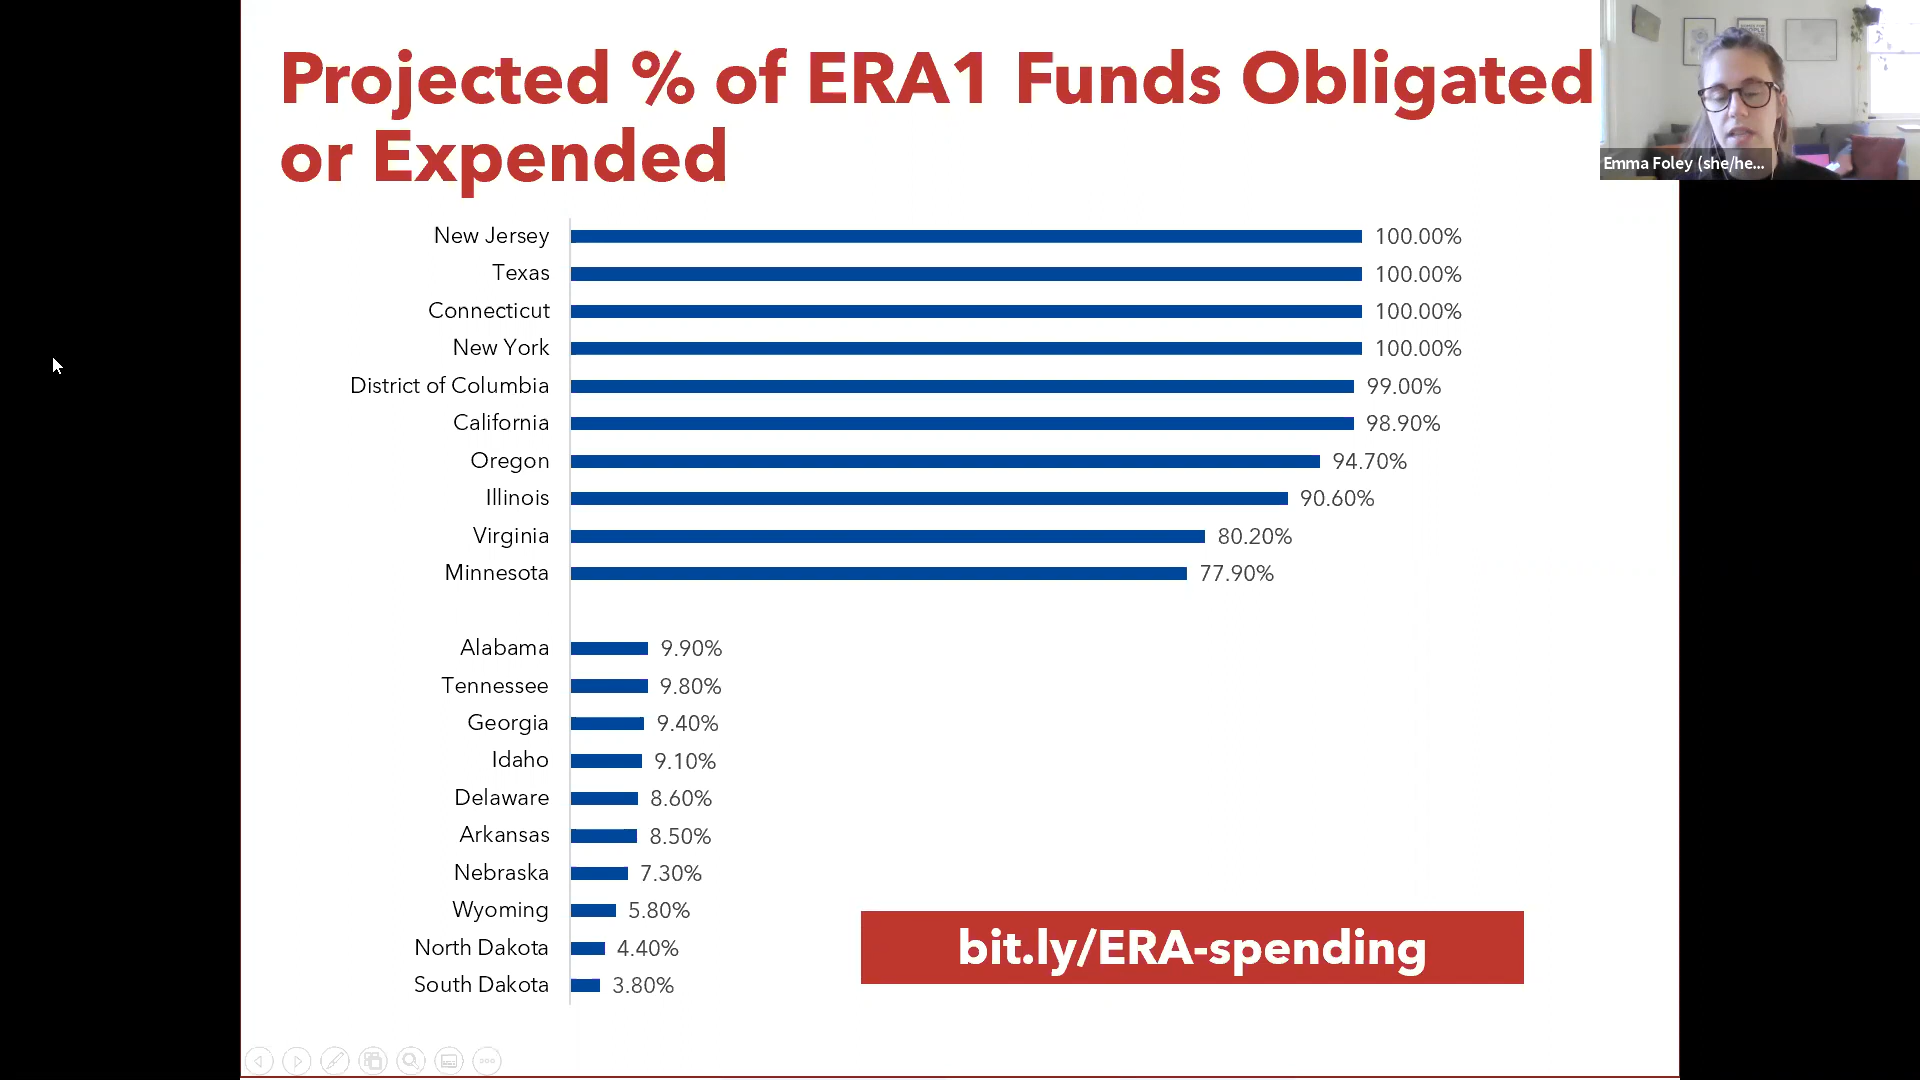 Projected % of ERA1 Funds Obligated
or Expended
Emma Foley (she/he...
New Jersey 100.00%
Texas 100.00%
Connecticut 100.00%
New York 100.00%
District of Columbia 99.00%
California 98.90%
Oregon 94.70%
Illinois 90.60%
Virginia 80.20%
Minnesota 77.90%
Alabama 9.90%
Tennessee 9.80%
Georgia 9.40%
Idaho 9.10%
Delaware 8.60%
Arkansas 8.50%
Nebraska 7.30%
Wyoming 5.80%
North Dakota 4.40%
South Dakota 3.80%
bit.ly/ERA-spending